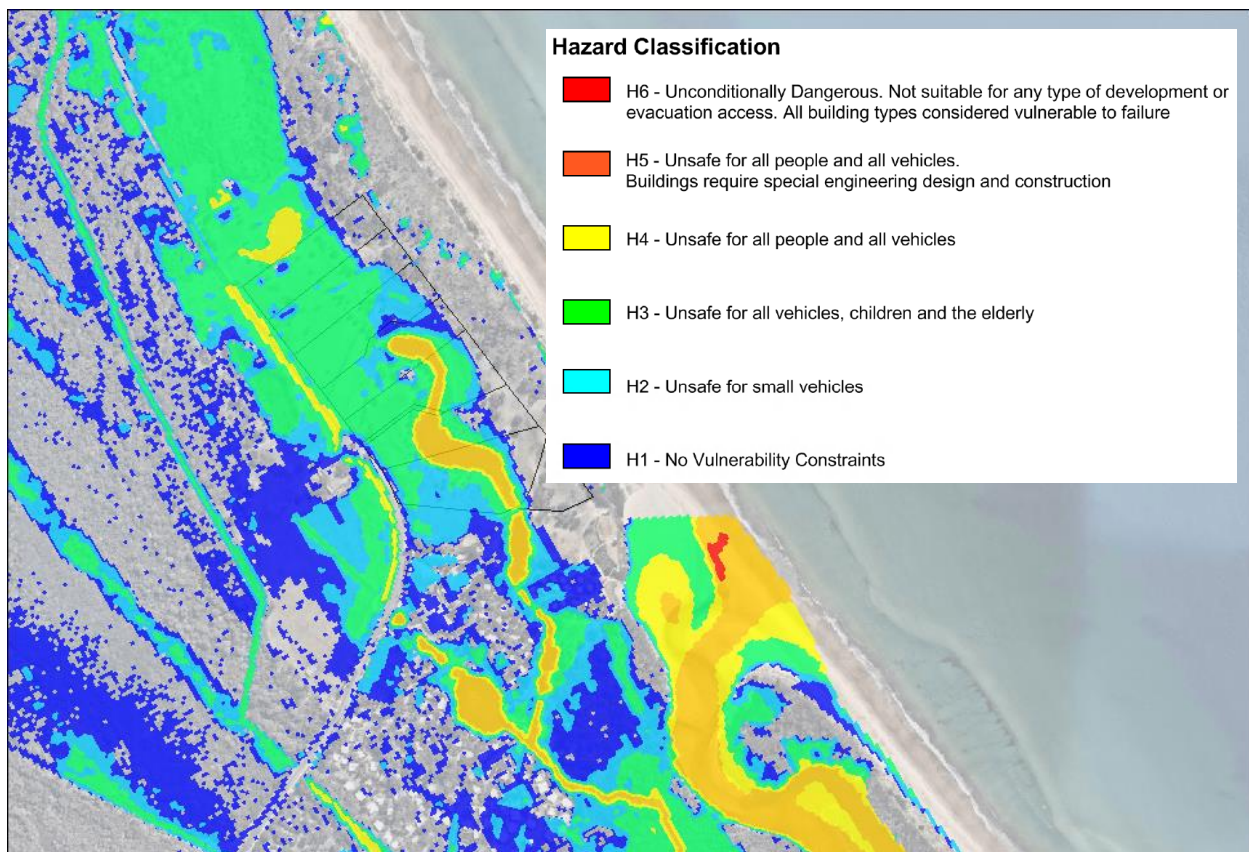 Hazard Classification
H6 - Unconditionally Dangerous. Not suitable for any type of development or
evacuation access. All building types considered vulnerable to failure
H5 - Unsafe for all people and all vehicles.
Buildings require special engineering design and construction
H4 - Unsafe for all people and all vehicles
H3 - Unsafe for all vehicles, children and the elderly
H2 - Unsafe for small vehicles
H1 - No Vulnerability Constraints